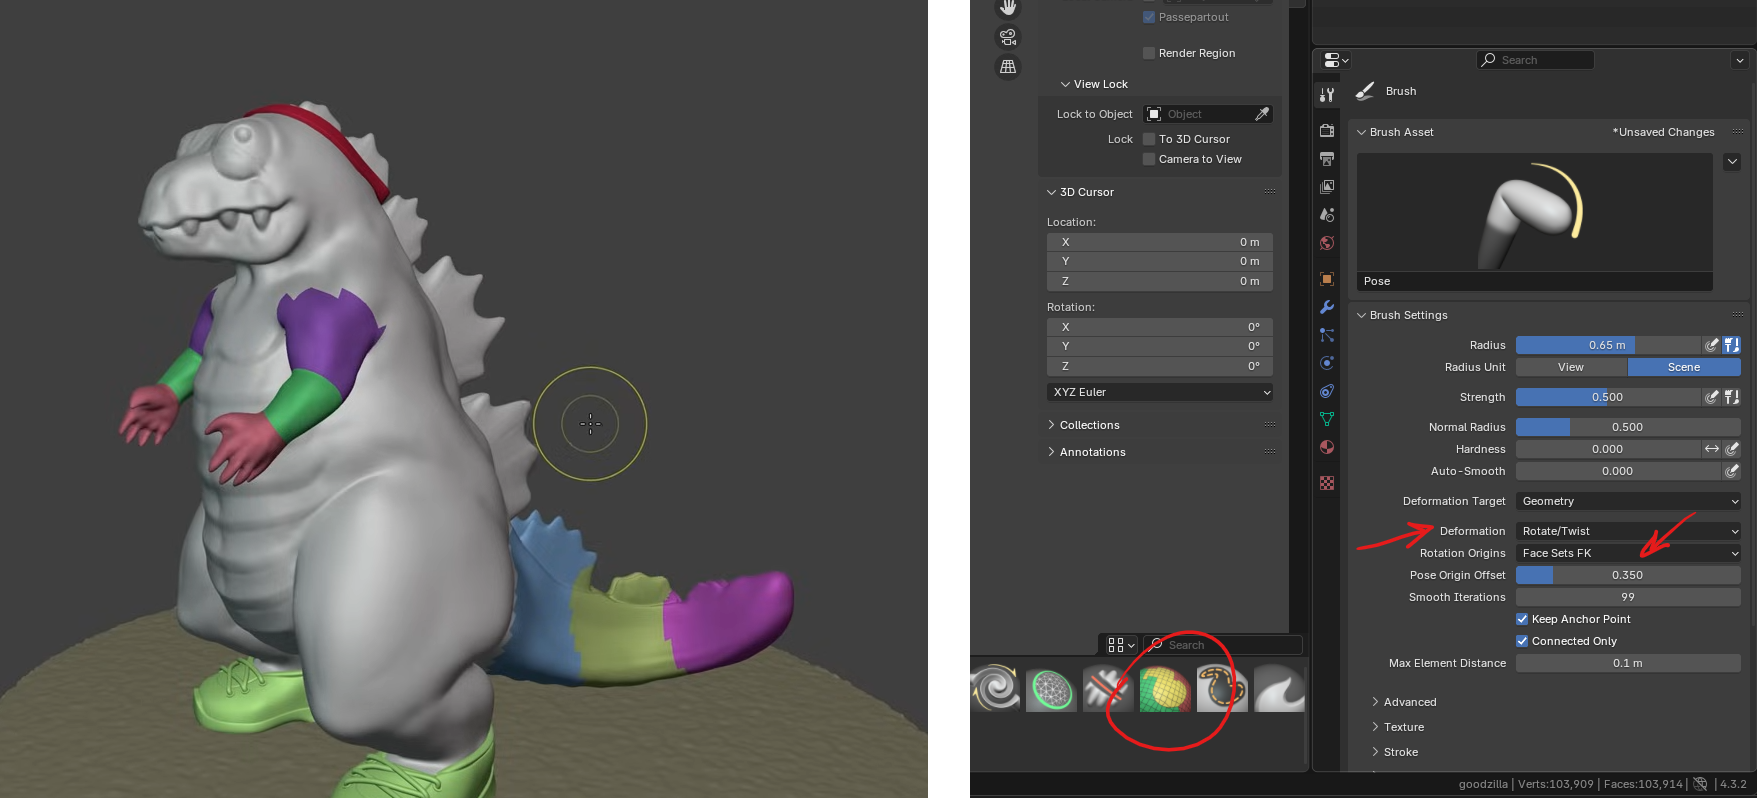 Passepartout
Render Region
View Lock
Lock to Object
Object
Lock
To 3D Cursor
Camera to View
3D Cursor
Location:
X 0 m
Y 0 m
Z 0 m
Rotation:
X 0°
Y 0°
Z 0°
XYZ Euler
Collections
Annotations
Search
Search
Brush
Brush Asset
*Unsaved Changes
Pose
Brush Settings
Radius 0.65 m
Radius Unit View Scene
Strength 0.500
Normal Radius 0.500
Hardness 0.000
Auto-Smooth 0.000
Deformation Target Geometry
Deformation Rotate/Twist
Rotation Origins Face Sets FK
Pose Origin Offset 0.350
Smooth Iterations 99
Keep Anchor Point
Connected Only
Max Element Distance 0.1 m
Advanced
Texture
Stroke
goodzilla | Verts:103,909 | Faces:103,914 | 4.3.2